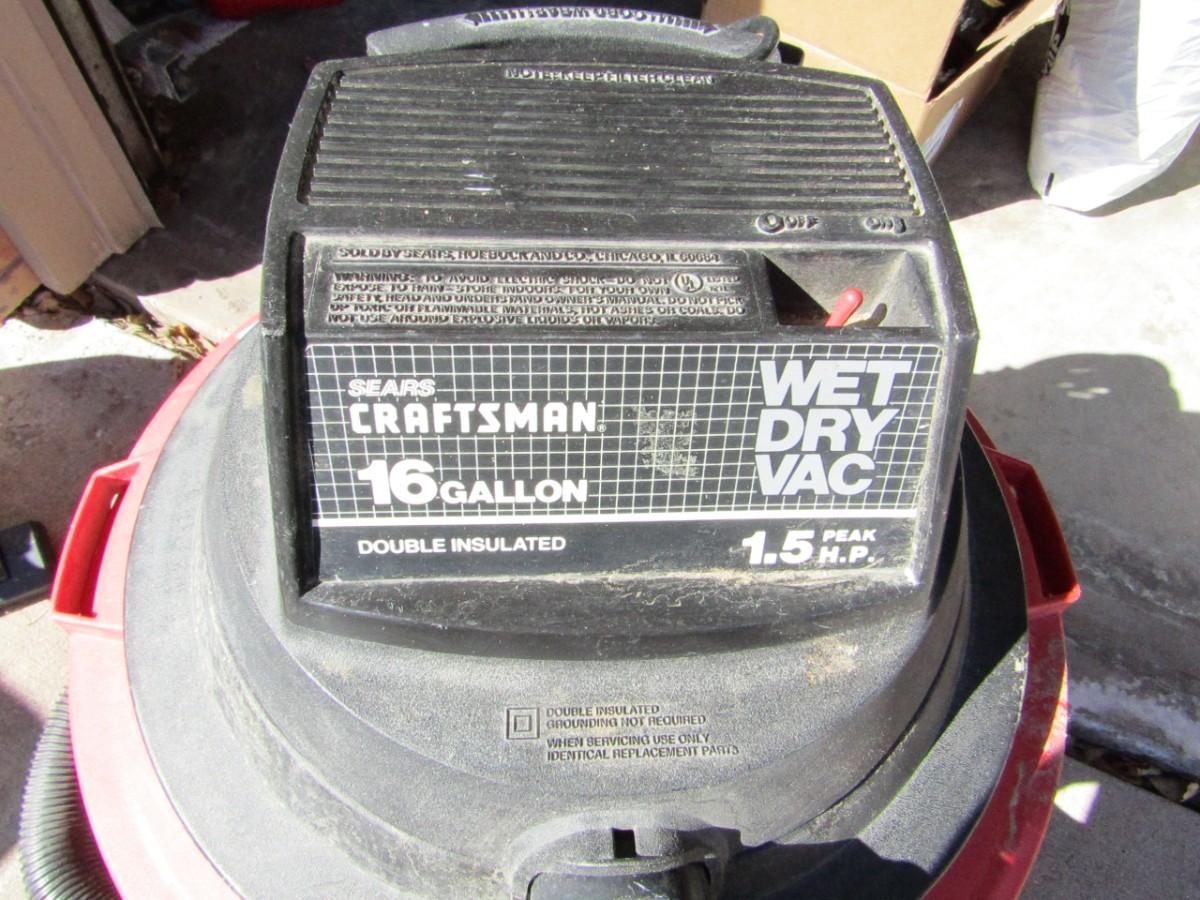 NOTE: KEEP FILTER CLEAN
OFF ON
SOLD BY SEARS, ROEBUCK AND CO., CHICAGO, IL 60684
WARNING: TO AVOID ELECTRIC SHOCK—DO NOT
EXPOSE TO RAIN—STORE INDOORS. FOR YOUR OWN
SAFETY, READ AND UNDERSTAND OWNER'S MANUAL. DO NOT PICK
UP TOXIC OR FLAMMABLE MATERIALS, HOT ASHES OR COALS. DO
NOT USE AROUND EXPLOSIVE LIQUIDS OR VAPORS.
UL
SEARS
CRAFTSMAN®
16 GALLON
WET
DRY
VAC
DOUBLE INSULATED
1.5 PEAK
H.P.
DOUBLE INSULATED
GROUNDING NOT REQUIRED
WHEN SERVICING USE ONLY
IDENTICAL REPLACEMENT PARTS